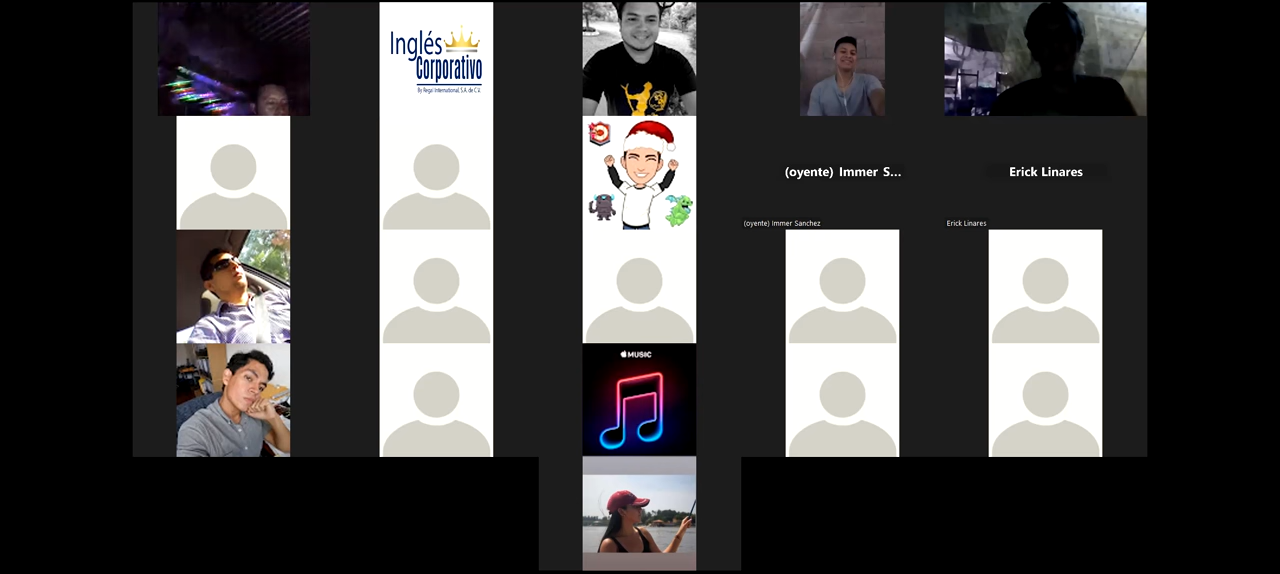 Inglés
Corporativo
By Regal International, S.A. de C.V.
(oyente) Immer S...
Erick Linares
(oyente) Immer Sanchez
Erick Linares
MUSIC